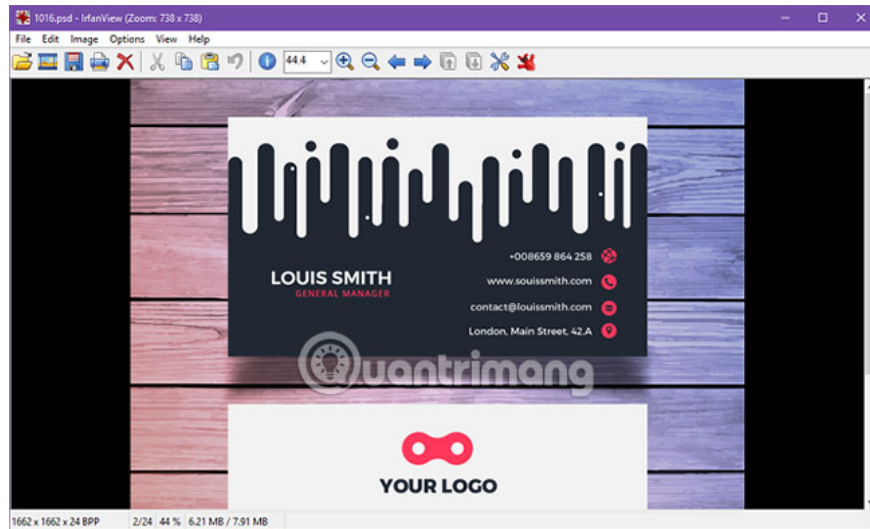 1016.psd - IrfanView (Zoom: 738 x 738)
File Edit Image Options View Help
44.4
+008659 864 258
LOUIS SMITH
www.souissmith.com
GENERAL MANAGER
contact@louissmith.com
London, Main Street, 42.A
Quantrimang
YOUR LOGO
1662 x 1662 x 24 BPP 2/24 44 % 6.21 MB / 7.91 MB